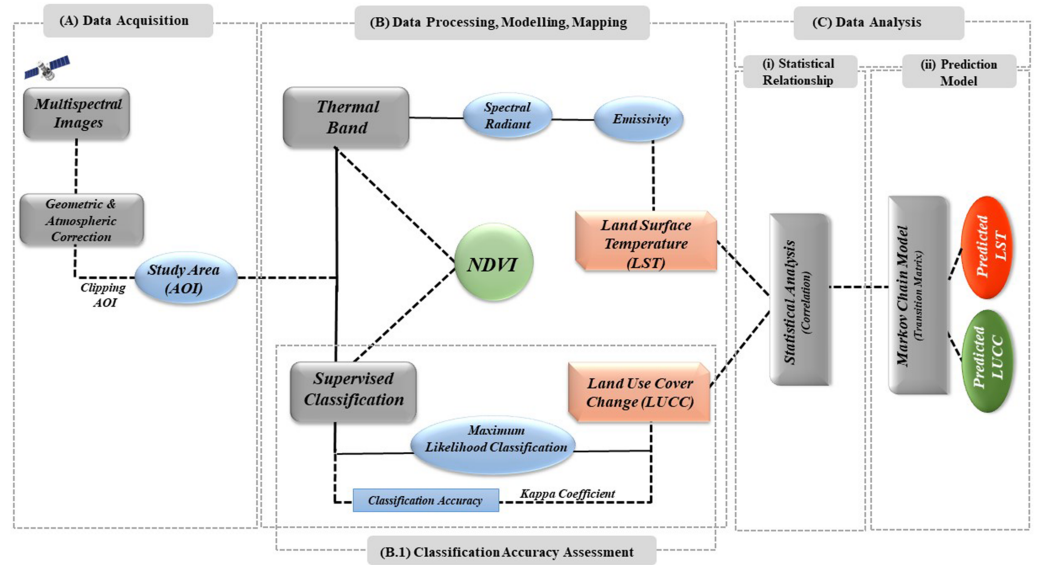 (A) Data Acquisition
Multispectral
Images
Geometric &
Atmospheric
Correction
Clipping
AOI
Study Area
(AOI)
(B) Data Processing, Modelling, Mapping
Thermal
Band
Spectral
Radiant
Emissivity
Land Surface
Temperature
(LST)
NDVI
Supervised
Classification
Land Use Cover
Change (LUCC)
Maximum
Likelihood Classification
Classification Accuracy
Kappa Coefficient
(B.1) Classification Accuracy Assessment
(C) Data Analysis
(i) Statistical
Relationship
Statistical Analysis
(Correlation)
(ii) Prediction
Model
Markov Chain Model
(Transition Matrix)
Predicted
LST
Predicted
LUCC